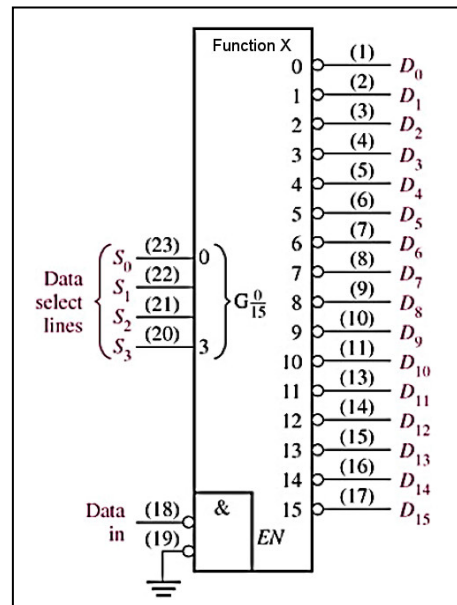 Function X
0 (1) D₀
1 (2) D₁
2 (3) D₂
3 (4) D₃
4 (5) D₄
5 (6) D₅
6 (7) D₆
7 (8) D₇
8 (9) D₈
9 (10) D₉
10 (11) D₁₀
11 (13) D₁₁
12 (14) D₁₂
13 (15) D₁₃
14 (16) D₁₄
15 (17) D₁₅
Data
select
lines
S₀ (23) 0
S₁ (22)
S₂ (21)
S₃ (20) 3
G 0/15
Data
in
(18)
(19)
&
EN